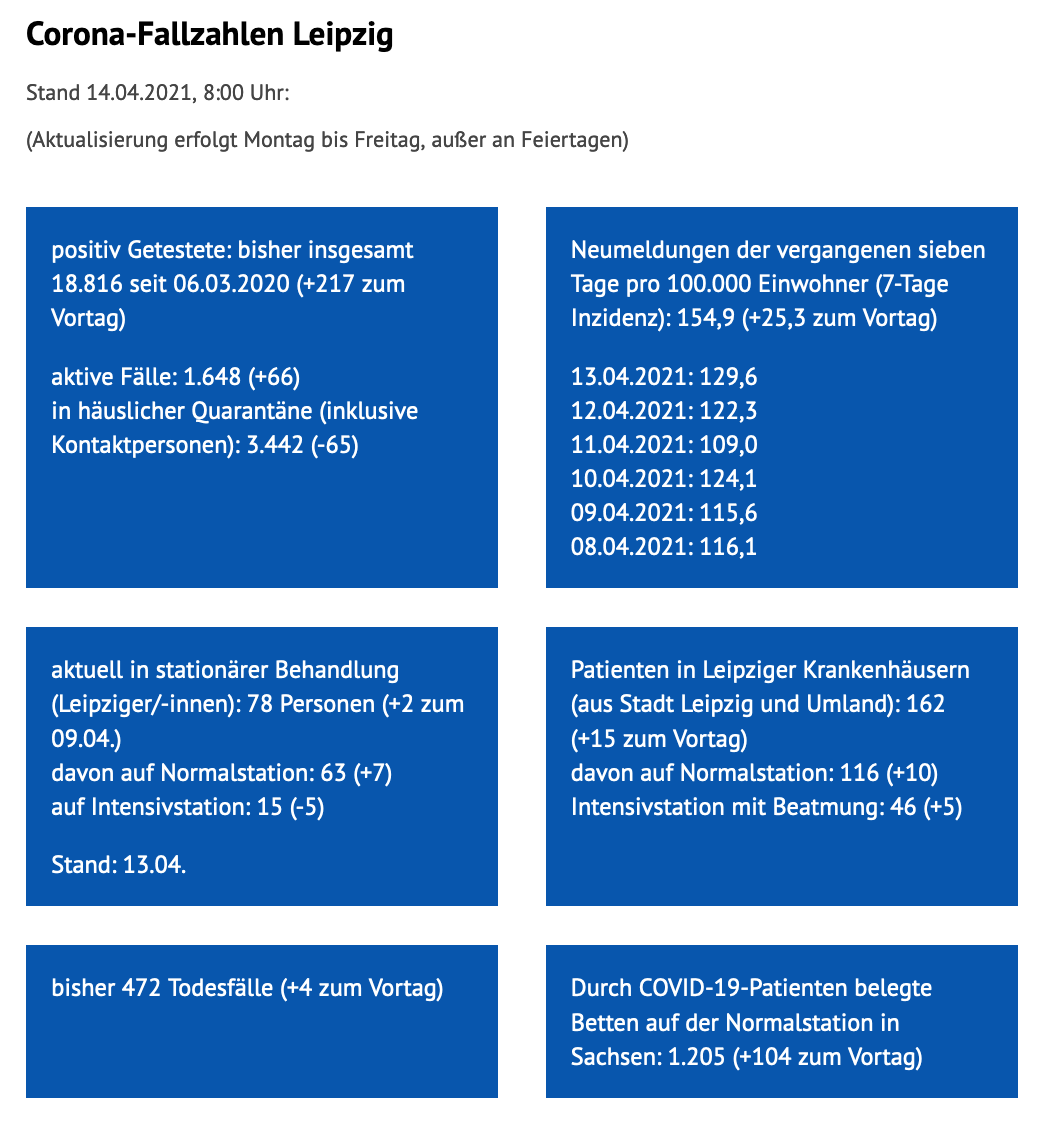 Corona-Fallzahlen Leipzig
Stand 14.04.2021, 8:00 Uhr:
(Aktualisierung erfolgt Montag bis Freitag, außer an Feiertagen)
positiv Getestete: bisher insgesamt
18.816 seit 06.03.2020 (+217 zum
Vortag)
aktive Fälle: 1.648 (+66)
in häuslicher Quarantäne (inklusive
Kontaktpersonen): 3.442 (-65)
Neumeldungen der vergangenen sieben
Tage pro 100.000 Einwohner (7-Tage
Inzidenz): 154,9 (+25,3 zum Vortag)
13.04.2021: 129,6
12.04.2021: 122,3
11.04.2021: 109,0
10.04.2021: 124,1
09.04.2021: 115,6
08.04.2021: 116,1
aktuell in stationärer Behandlung
(Leipziger/-innen): 78 Personen (+2 zum
09.04.)
davon auf Normalstation: 63 (+7)
auf Intensivstation: 15 (-5)
Stand: 13.04.
Patienten in Leipziger Krankenhäusern
(aus Stadt Leipzig und Umland): 162
(+15 zum Vortag)
davon auf Normalstation: 116 (+10)
Intensivstation mit Beatmung: 46 (+5)
bisher 472 Todesfälle (+4 zum Vortag)
Durch COVID-19-Patienten belegte
Betten auf der Normalstation in
Sachsen: 1.205 (+104 zum Vortag)